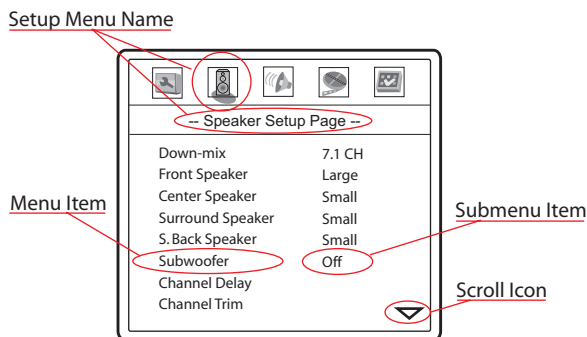 Setup Menu Name
-- Speaker Setup Page --
Down-mix 7.1 CH
Front Speaker Large
Center Speaker Small
Surround Speaker Small
S. Back Speaker Small
Subwoofer Off
Channel Delay
Channel Trim
Menu Item
Submenu Item
Scroll Icon